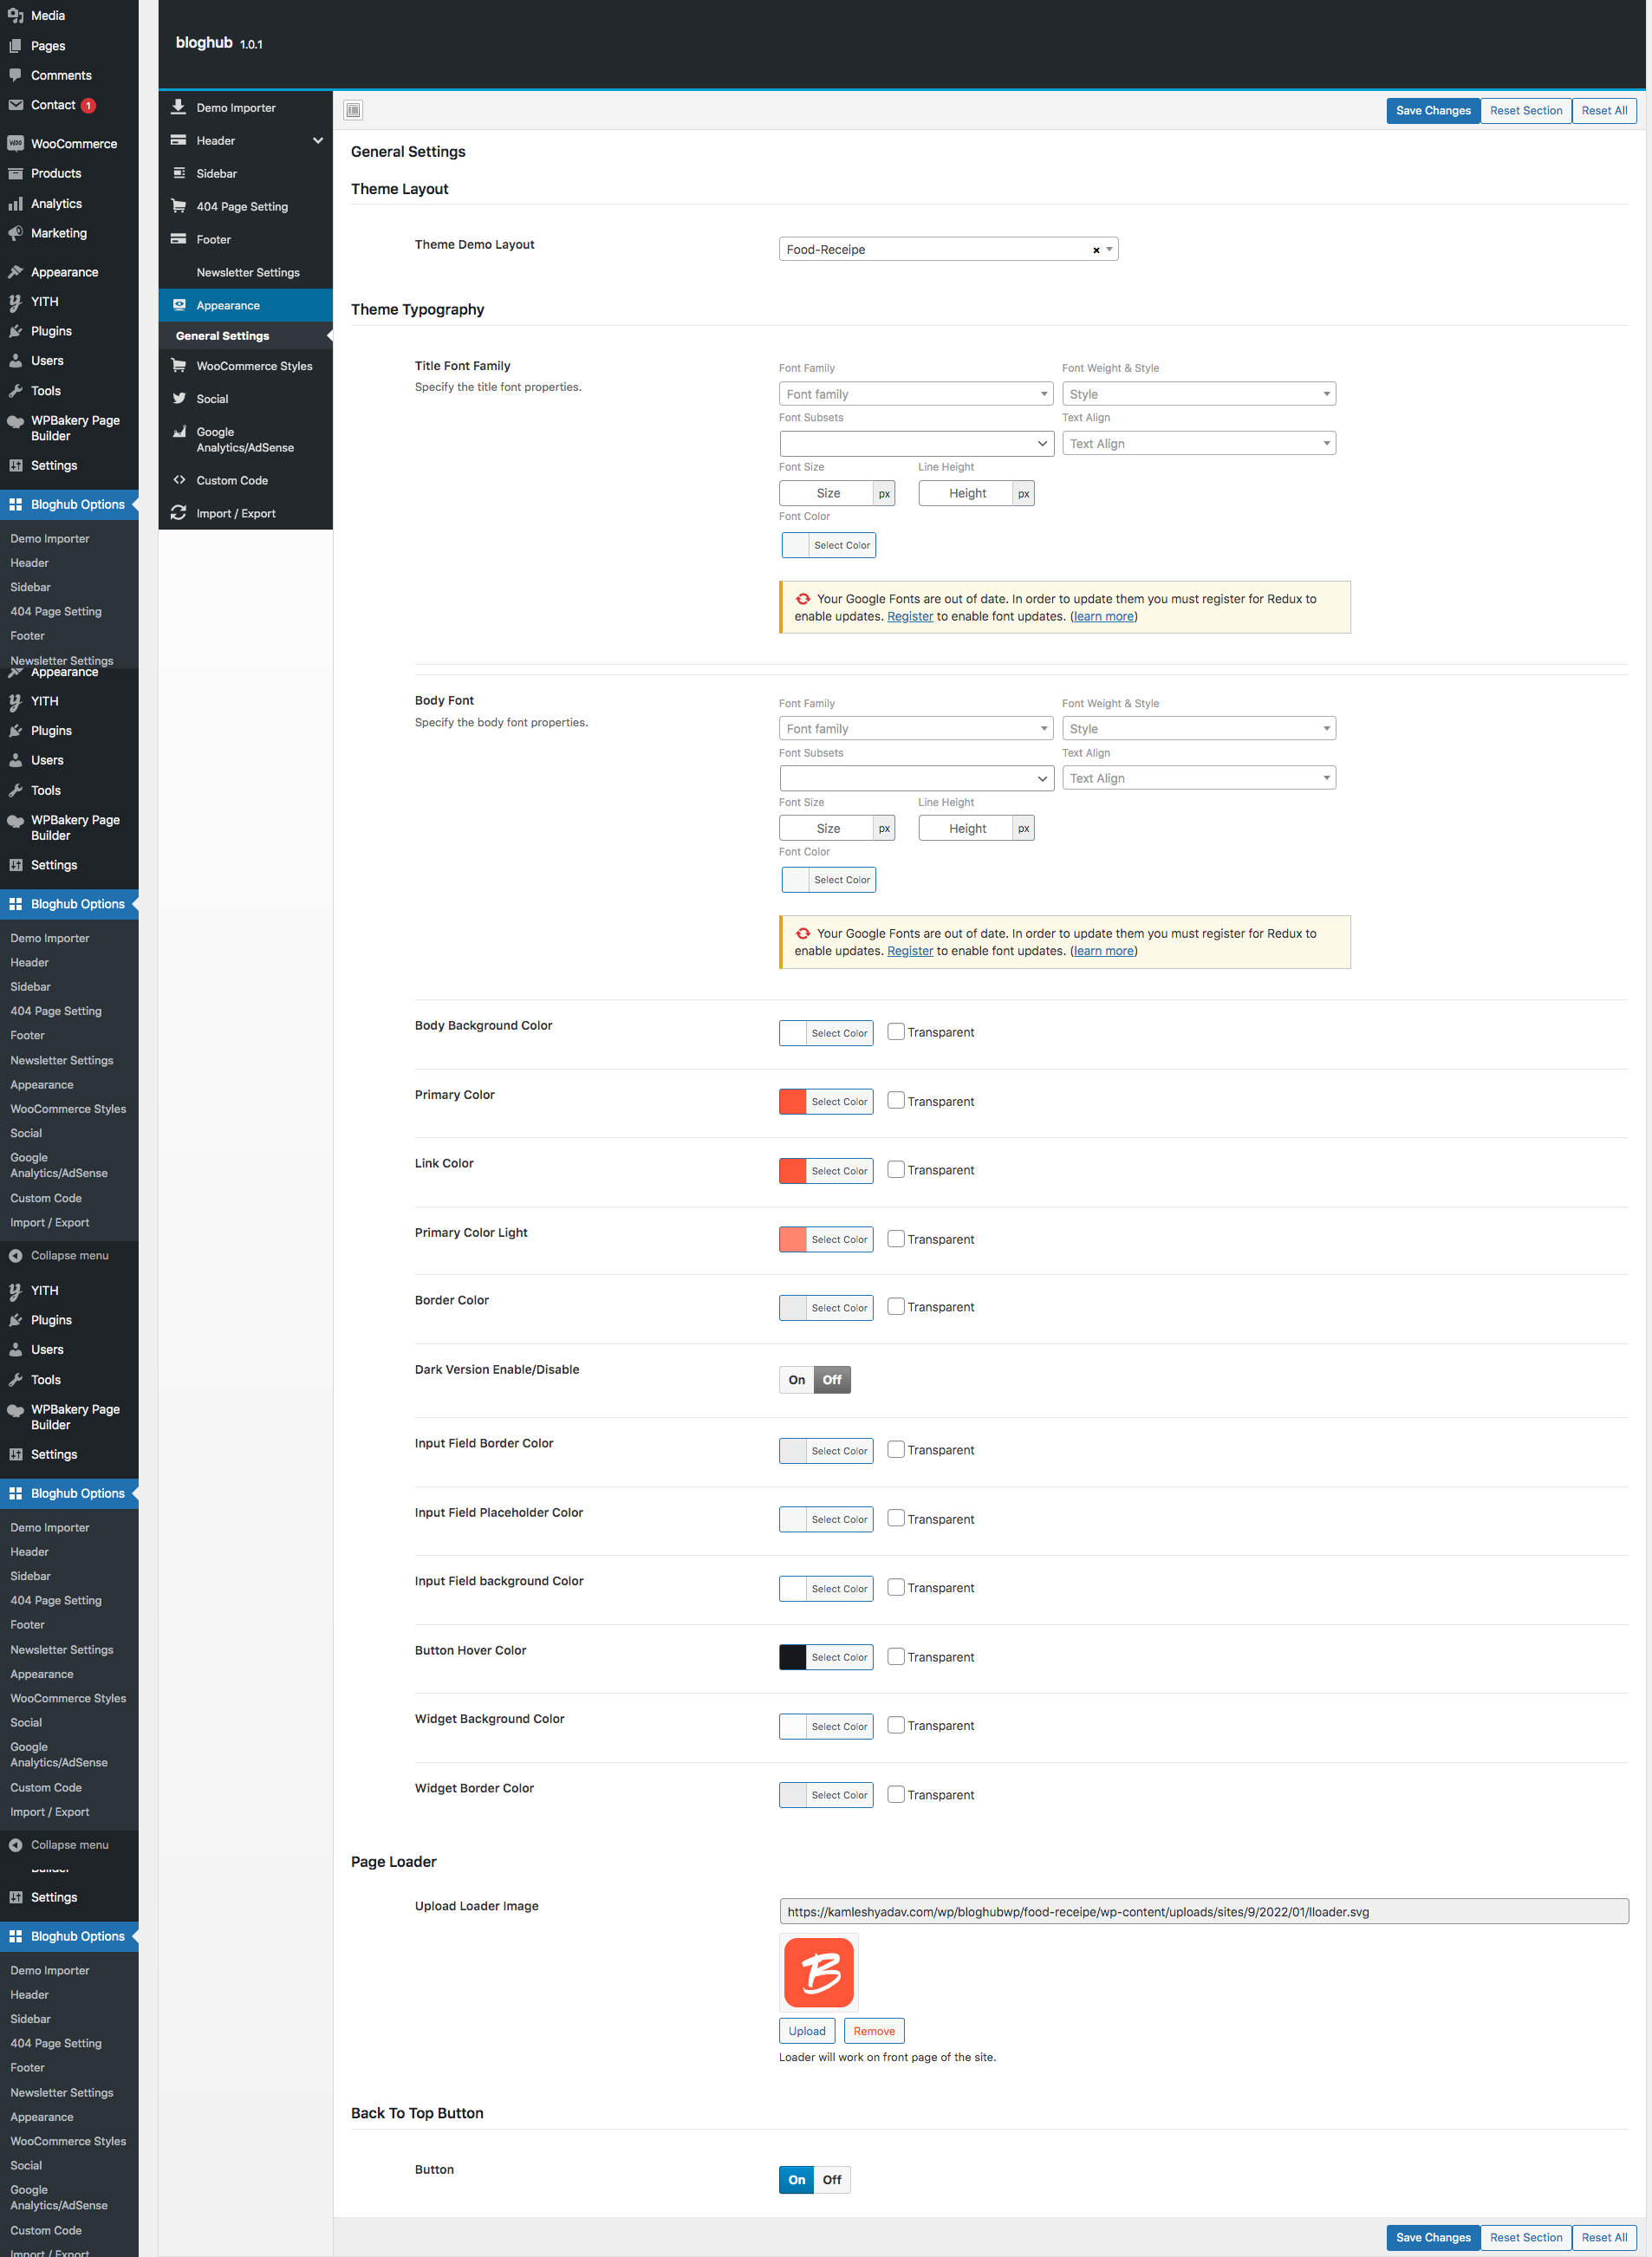 Media
Pages
Comments
Contact 1
WooCommerce
Products
Analytics
Marketing
Appearance
YITH
Plugins
Users
Tools
WPBakery Page
Builder
Settings
Bloghub Options
Demo Importer
Header
Sidebar
404 Page Setting
Footer
Newsletter Settings
Appearance
YITH
Plugins
Users
Tools
WPBakery Page
Builder
Settings
Bloghub Options
Demo Importer
Header
Sidebar
404 Page Setting
Footer
Newsletter Settings
Appearance
WooCommerce Styles
Social
Google
Analytics/AdSense
Custom Code
Import / Export
Collapse menu
YITH
Plugins
Users
Tools
WPBakery Page
Builder
Settings
Bloghub Options
Demo Importer
Header
Sidebar
404 Page Setting
Footer
Newsletter Settings
Appearance
WooCommerce Styles
Social
Google
Analytics/AdSense
Custom Code
Import / Export
Collapse menu
Builder
Settings
Bloghub Options
Demo Importer
Header
Sidebar
404 Page Setting
Footer
Newsletter Settings
Appearance
WooCommerce Styles
Social
Google
Analytics/AdSense
Custom Code
Import / Export
bloghub 1.0.1
Demo Importer
Header
Sidebar
404 Page Setting
Footer
Newsletter Settings
Appearance
General Settings
WooCommerce Styles
Social
Google
Analytics/AdSense
Custom Code
Import / Export
Save Changes Reset Section Reset All
General Settings
Theme Layout
Theme Demo Layout Food-Receipe ×
Theme Typography
Title Font Family
Specify the title font properties.
Font Family Font Weight & Style
Font family Style
Font Subsets Text Align
Text Align
Font Size Line Height
Size px Height px
Font Color
Select Color
Your Google Fonts are out of date. In order to update them you must register for Redux to
enable updates. Register to enable font updates. (learn more)
Body Font
Specify the body font properties.
Font Family Font Weight & Style
Font family Style
Font Subsets Text Align
Text Align
Font Size Line Height
Size px Height px
Font Color
Select Color
Your Google Fonts are out of date. In order to update them you must register for Redux to
enable updates. Register to enable font updates. (learn more)
Body Background Color Select Color Transparent
Primary Color Select Color Transparent
Link Color Select Color Transparent
Primary Color Light Select Color Transparent
Border Color Select Color Transparent
Dark Version Enable/Disable On Off
Input Field Border Color Select Color Transparent
Input Field Placeholder Color Select Color Transparent
Input Field background Color Select Color Transparent
Button Hover Color Select Color Transparent
Widget Background Color Select Color Transparent
Widget Border Color Select Color Transparent
Page Loader
Upload Loader Image https://kamleshyadav.com/wp/bloghubwp/food-receipe/wp-content/uploads/sites/9/2022/01/lloader.svg
B
Upload Remove
Loader will work on front page of the site.
Back To Top Button
Button On Off
Save Changes Reset Section Reset All